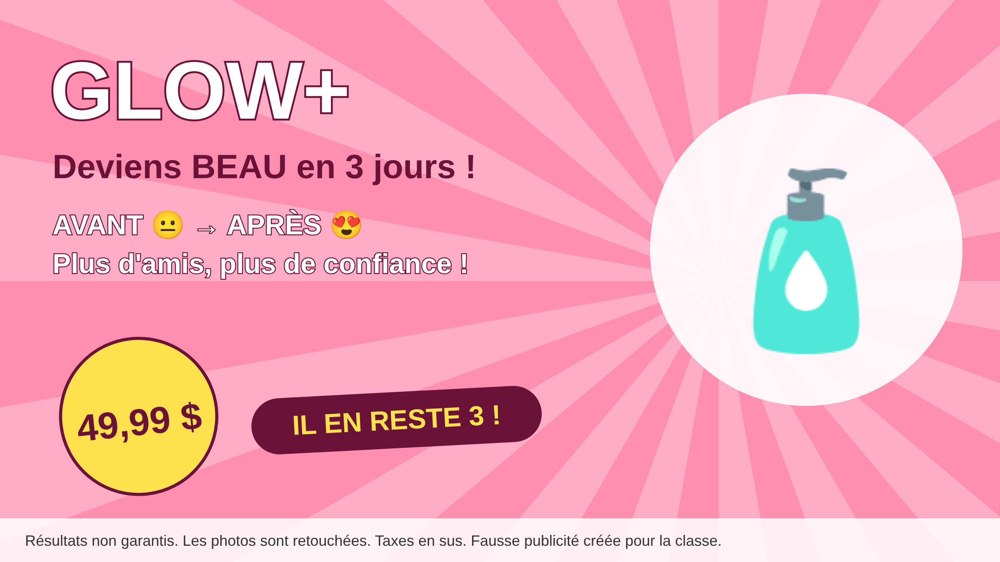 GLOW+
Deviens BEAU en 3 jours !
AVANT 😐 → APRÈS 😍
Plus d'amis, plus de confiance !
49,99 $
IL EN RESTE 3 !
Résultats non garantis. Les photos sont retouchées. Taxes en sus. Fausse publicité créée pour la classe.